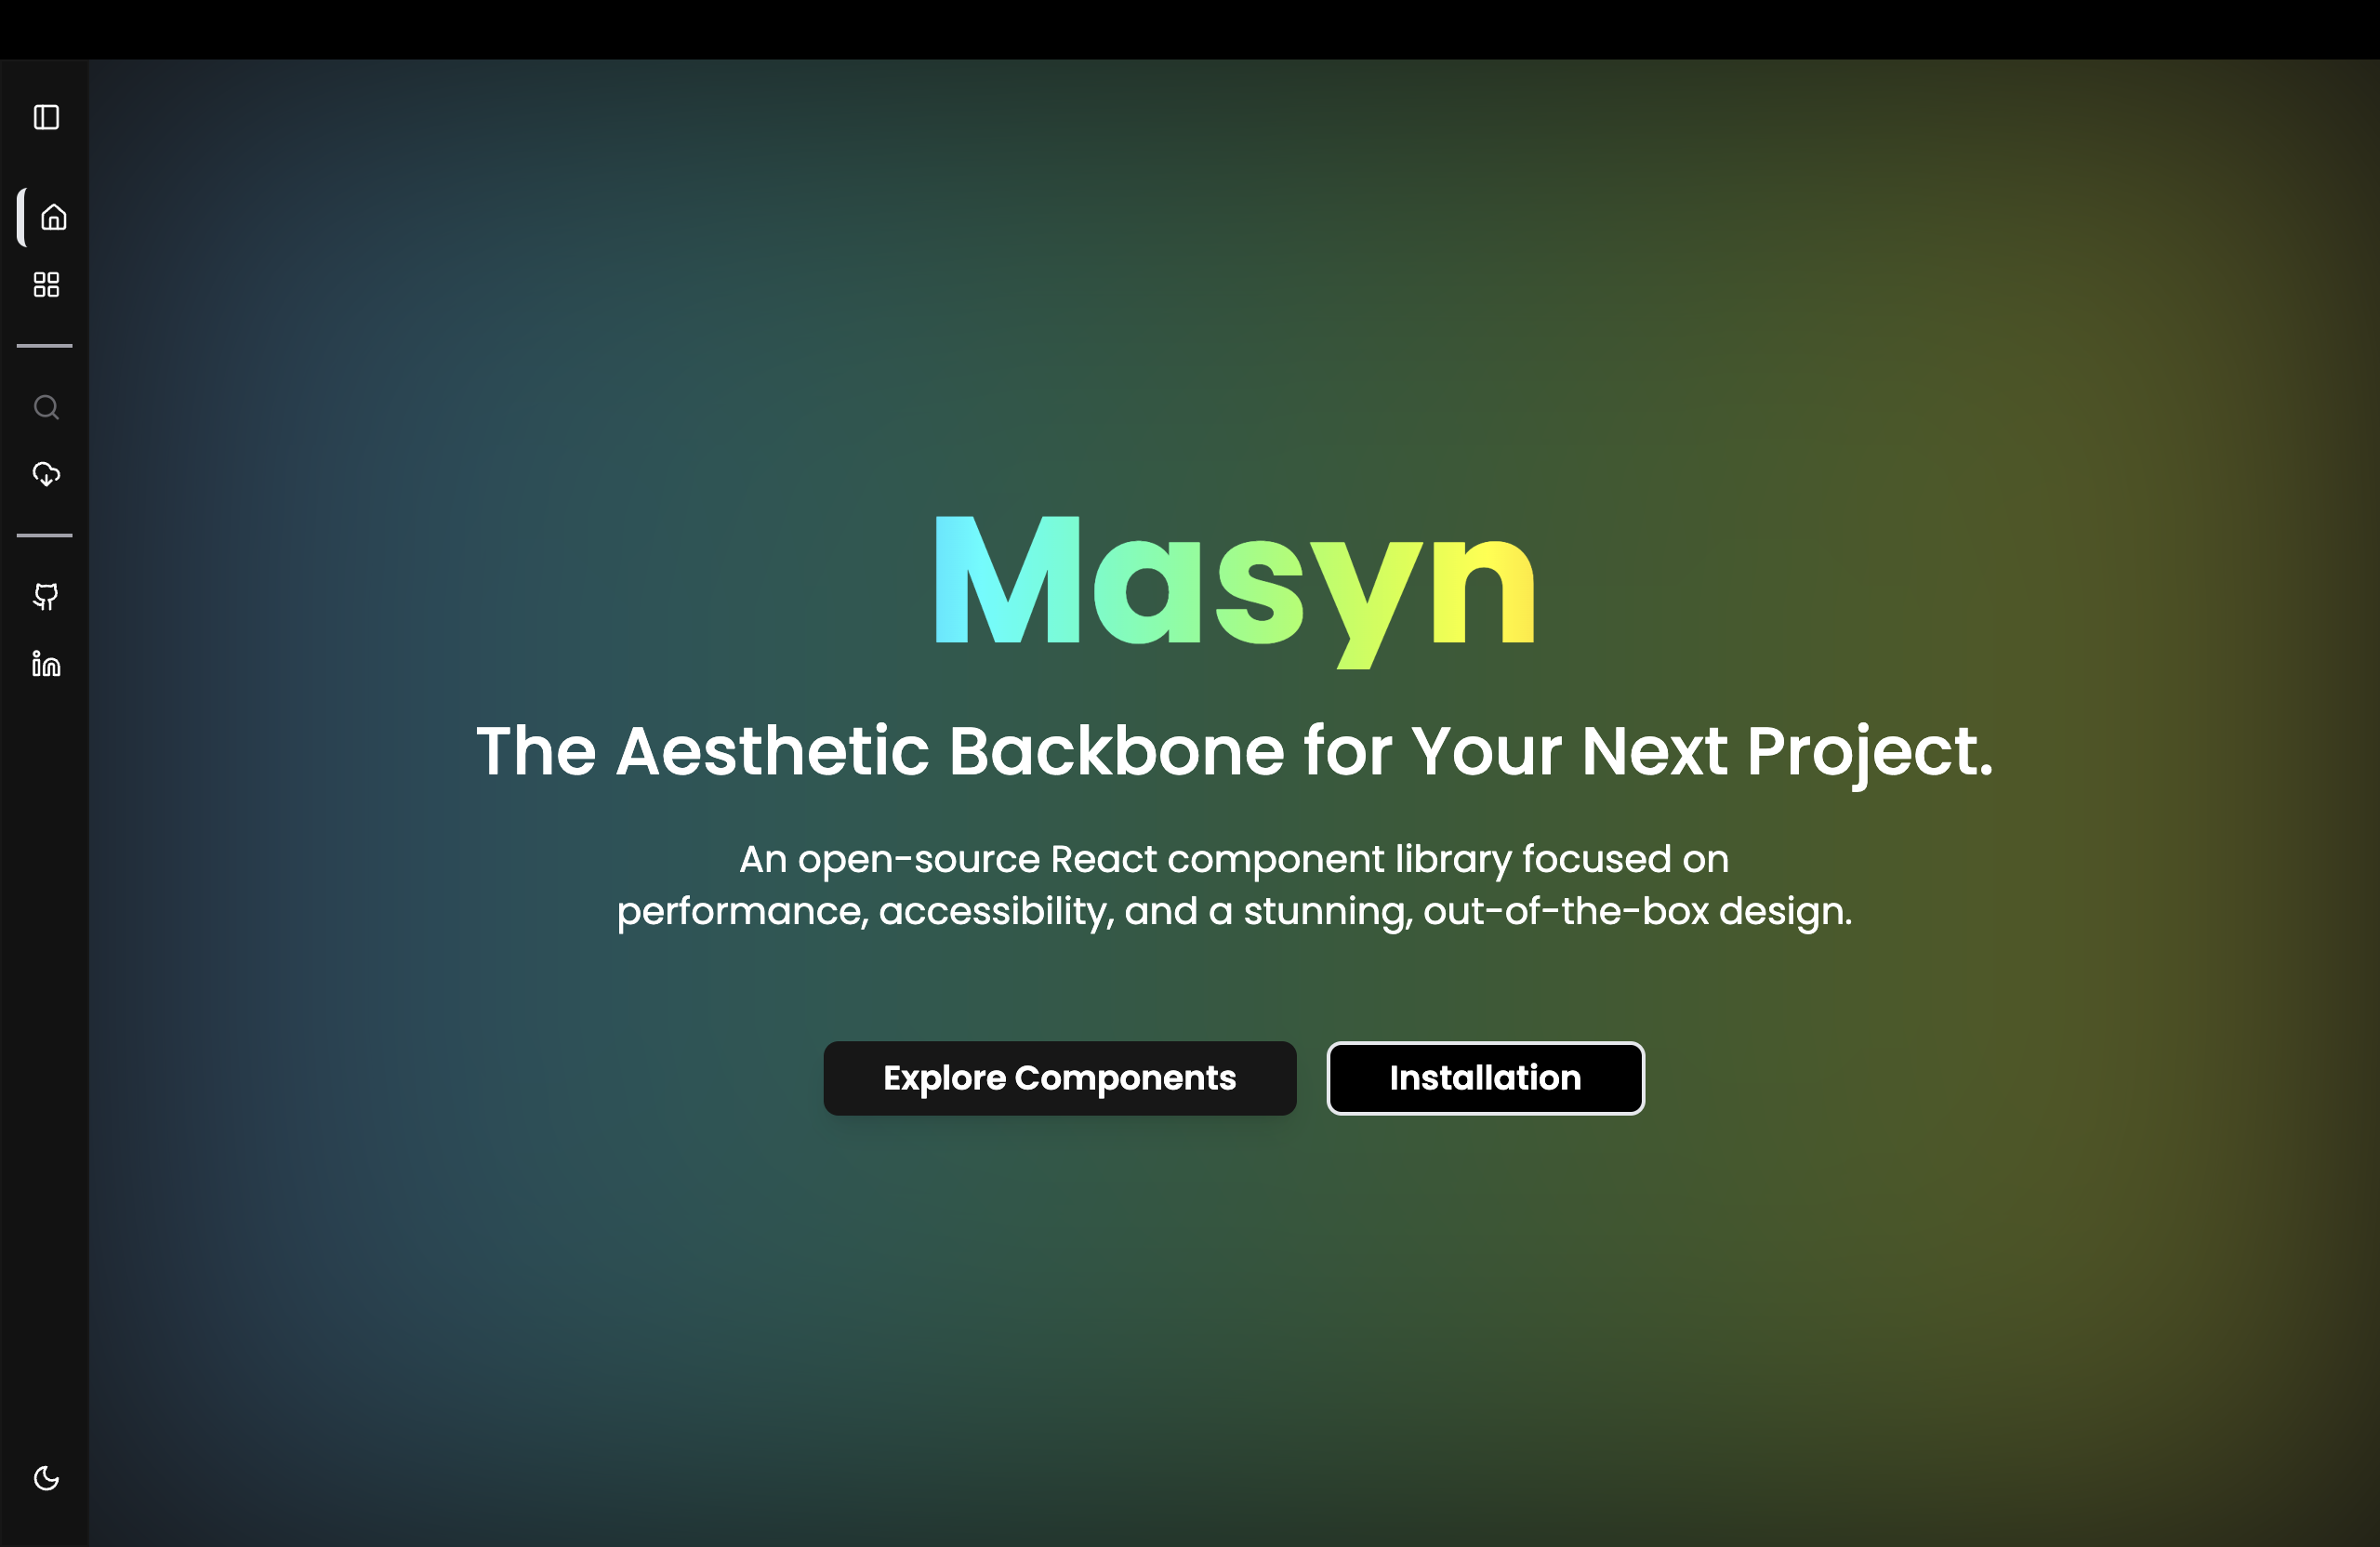 Masyn
The Aesthetic Backbone for Your Next Project.
An open-source React component library focused on
performance, accessibility, and a stunning, out-of-the-box design.
Explore Components
Installation